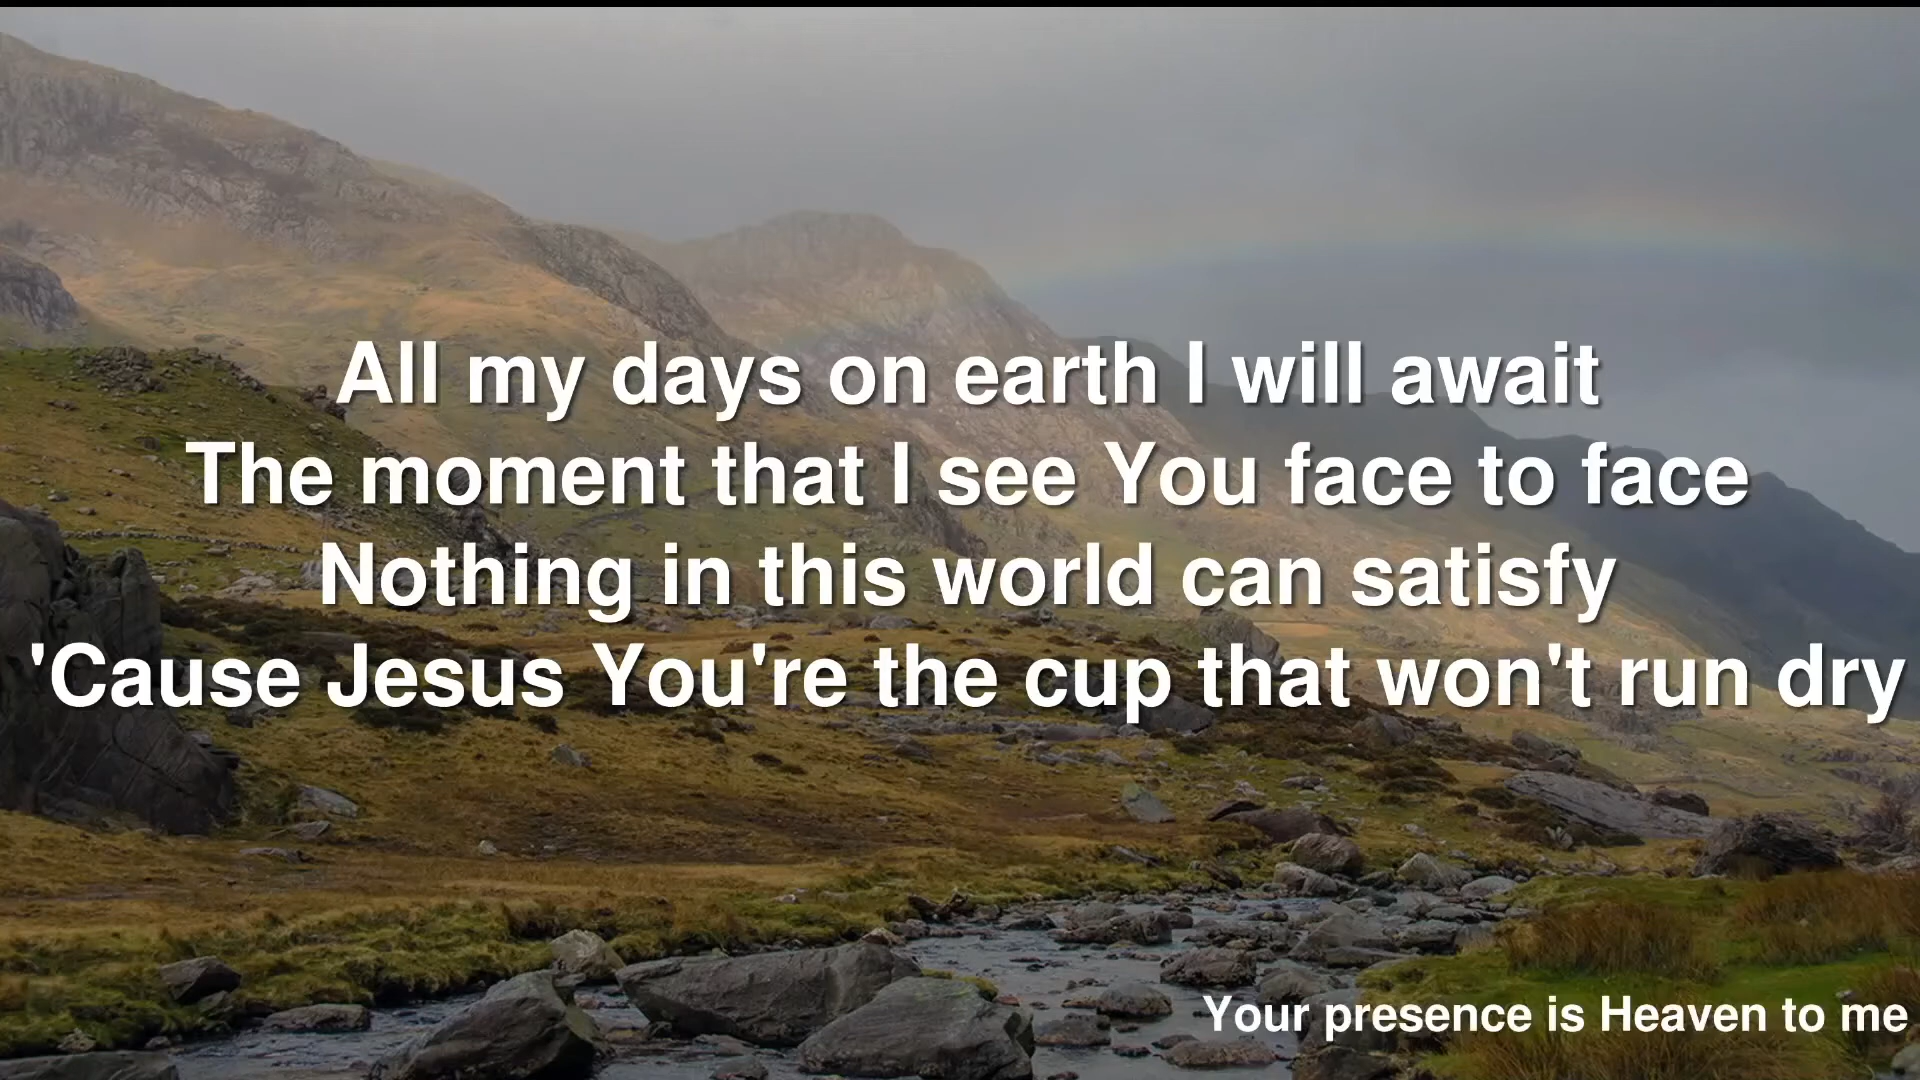 All my days on earth I will await
The moment that I see You face to face
Nothing in this world can satisfy
'Cause Jesus You're the cup that won't run dry
Your presence is Heaven to me